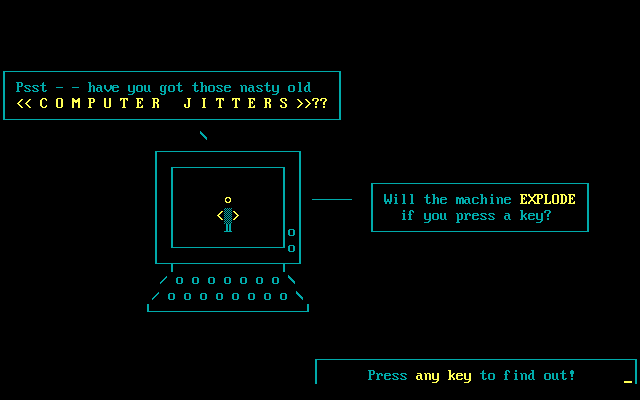 Psst - - have you got those nasty old
<< C O M P U T E R   J I T T E R S >>??
Will the machine EXPLODE
if you press a key?
Press any key to find out!